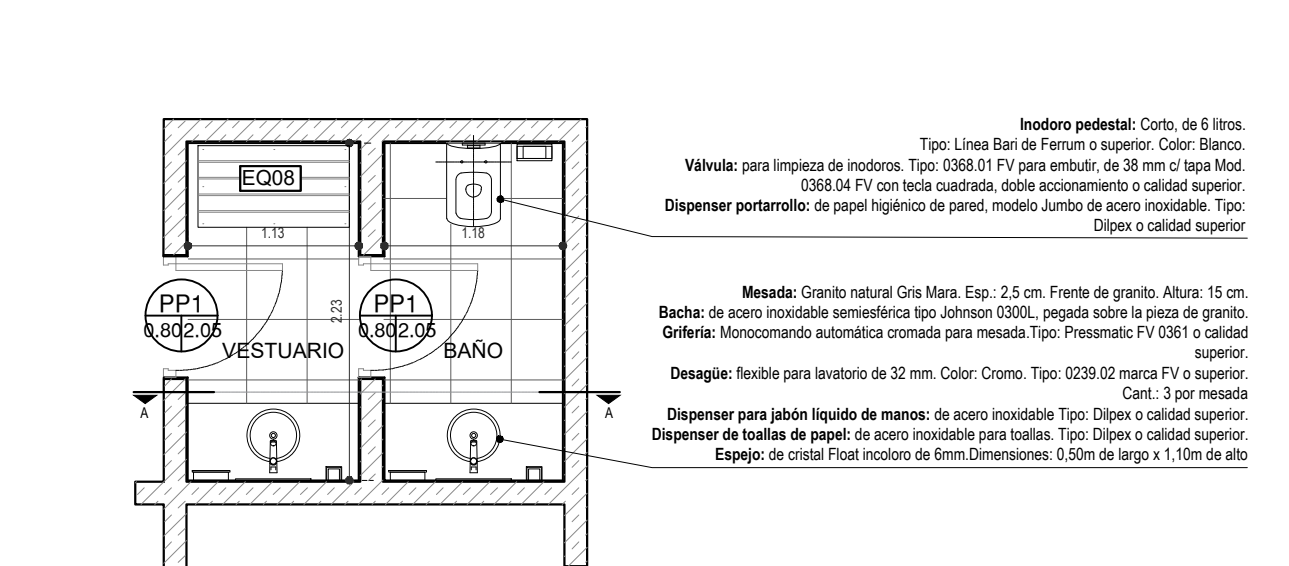 Inodoro pedestal: Corto, de 6 litros.
Tipo: Línea Bari de Ferrum o superior. Color: Blanco.
Válvula: para limpieza de inodoros. Tipo: 0368.01 FV para embutir, de 38 mm c/ tapa Mod.
0368.04 FV con tecla cuadrada, doble accionamiento o calidad superior.
Dispenser portarrollo: de papel higiénico de pared, modelo Jumbo de acero inoxidable. Tipo:
Dilpex o calidad superior
EQ08
1.13
1.18
PP1
0.80 2.05
2.23
PP1
0.80 2.05
VESTUARIO
BAÑO
A
A
Mesada: Granito natural Gris Mara. Esp.: 2,5 cm. Frente de granito. Altura: 15 cm.
Bacha: de acero inoxidable semiesférica tipo Johnson 0300L, pegada sobre la pieza de granito.
Grifería: Monocomando automática cromada para mesada.Tipo: Pressmatic FV 0361 o calidad
superior.
Desagüe: flexible para lavatorio de 32 mm. Color: Cromo. Tipo: 0239.02 marca FV o superior.
Cant.: 3 por mesada
Dispenser para jabón líquido de manos: de acero inoxidable Tipo: Dilpex o calidad superior.
Dispenser de toallas de papel: de acero inoxidable para toallas. Tipo: Dilpex o calidad superior.
Espejo: de cristal Float incoloro de 6mm.Dimensiones: 0,50m de largo x 1,10m de alto